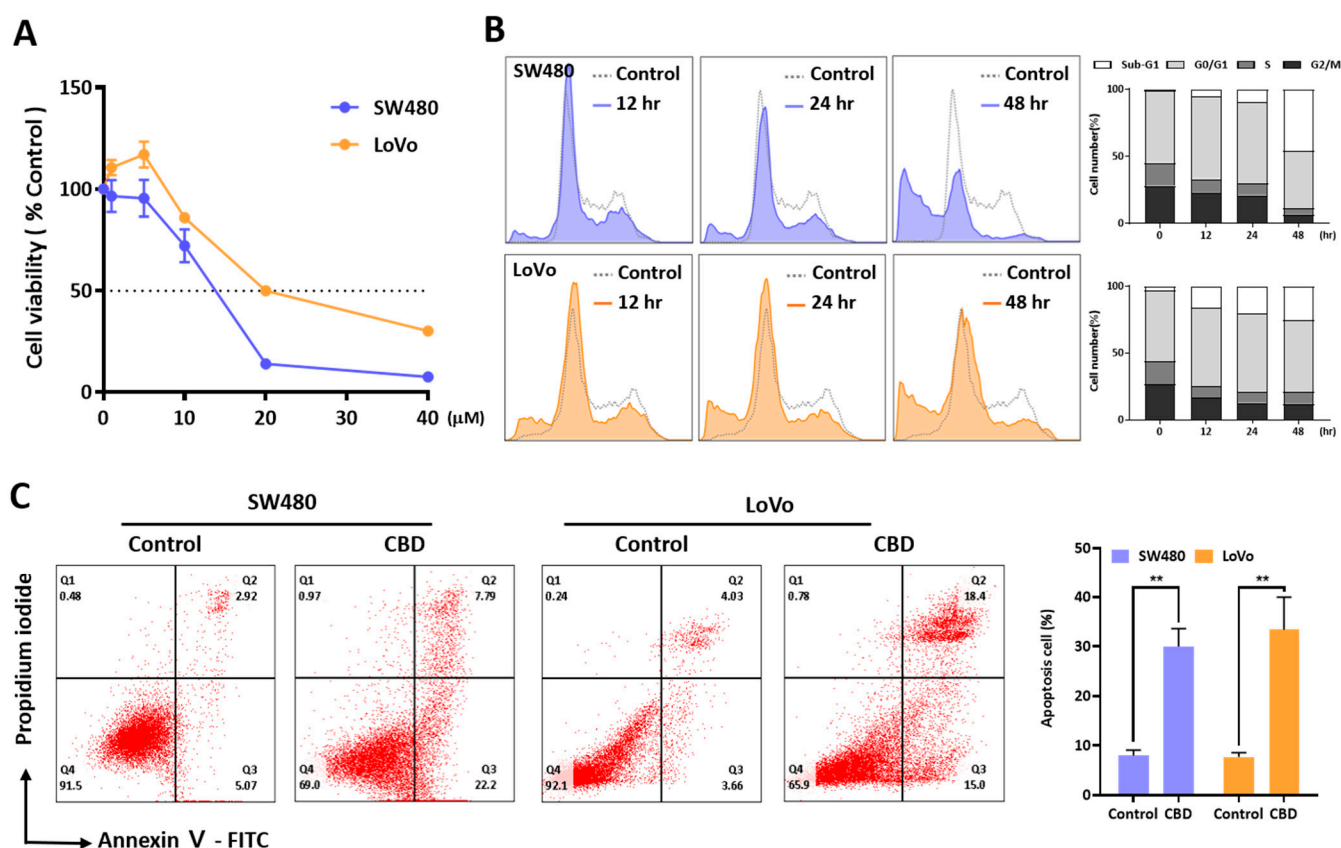 A
Cell viability ( % Control )
150
100
50
0
0
10
20
30
40
(μM)
SW480
LoVo
B
SW480
Control
12 hr
Control
24 hr
Control
48 hr
LoVo
Control
12 hr
Control
24 hr
Control
48 hr
Sub-G1 G0/G1 S G2/M
Cell number(%)
100
50
0
0 12 24 48 (hr)
Cell number(%)
100
50
0
0 12 24 48 (hr)
C
SW480
Control CBD
LoVo
Control CBD
Propidium iodide
Annexin V - FITC
Q1
0.48
Q2
2.92
Q4
91.5
Q3
5.07
Q1
0.97
Q2
7.79
Q4
69.0
Q3
22.2
Q1
0.24
Q2
4.03
Q4
92.1
Q3
3.66
Q1
0.78
Q2
18.4
Q4
65.9
Q3
15.0
Apoptosis cell (%)
50
40
30
20
10
0
SW480 LoVo
** **
Control CBD Control CBD